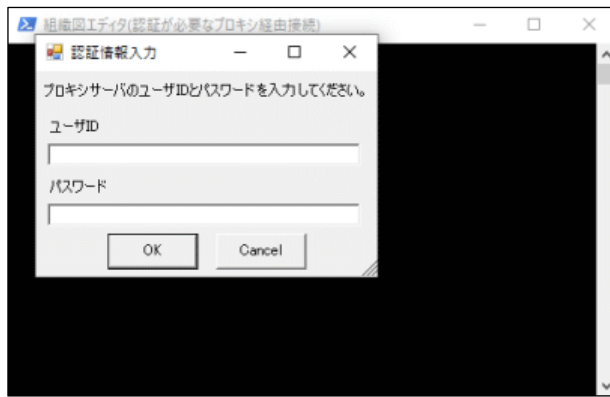 組織図エディタ(認証が必要なプロキシ経由接続)
認証情報入力
プロキシサーバのユーザIDとパスワードを入力してください。
ユーザID
パスワード
OK
Cancel